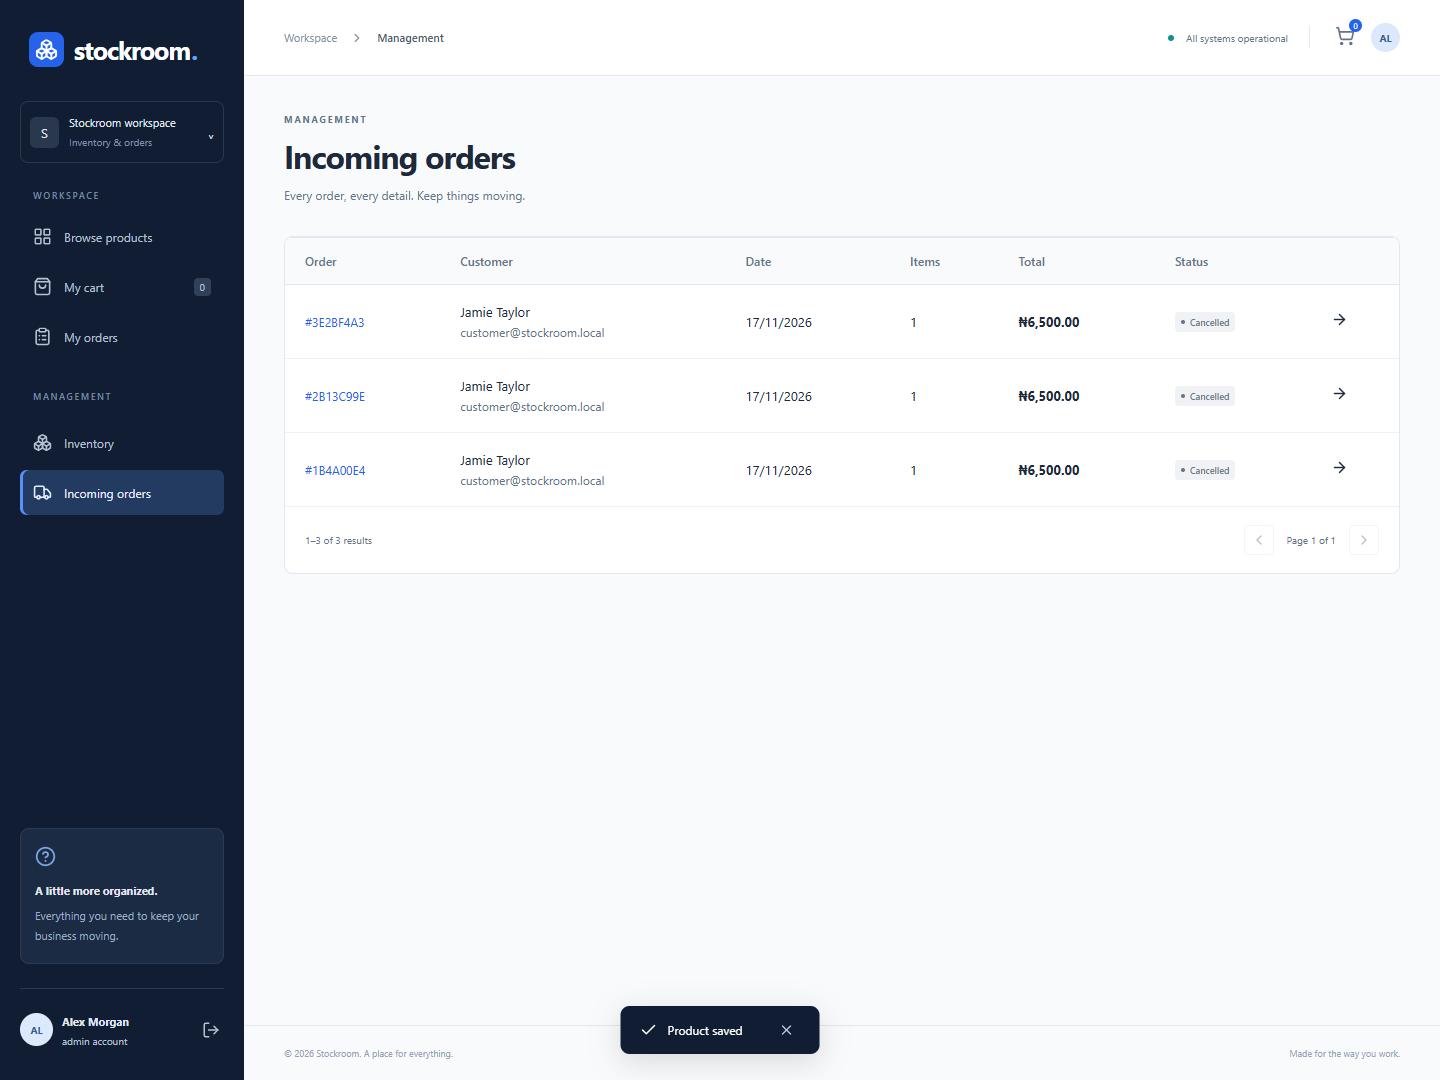 stockroom.
S
Stockroom workspace
Inventory & orders
WORKSPACE
Browse products
My cart
0
My orders
MANAGEMENT
Inventory
Incoming orders
A little more organized.
Everything you need to keep your
business moving.
AL
Alex Morgan
admin account
Workspace
Management
All systems operational
0
AL
MANAGEMENT
Incoming orders
Every order, every detail. Keep things moving.
Order Customer Date Items Total Status
#3E2BF4A3 Jamie Taylor customer@stockroom.local 17/11/2026 1 ₦6,500.00 Cancelled
#2B13C99E Jamie Taylor customer@stockroom.local 17/11/2026 1 ₦6,500.00 Cancelled
#1B4A00E4 Jamie Taylor customer@stockroom.local 17/11/2026 1 ₦6,500.00 Cancelled
1–3 of 3 results
Page 1 of 1
Product saved
© 2026 Stockroom. A place for everything.
Made for the way you work.